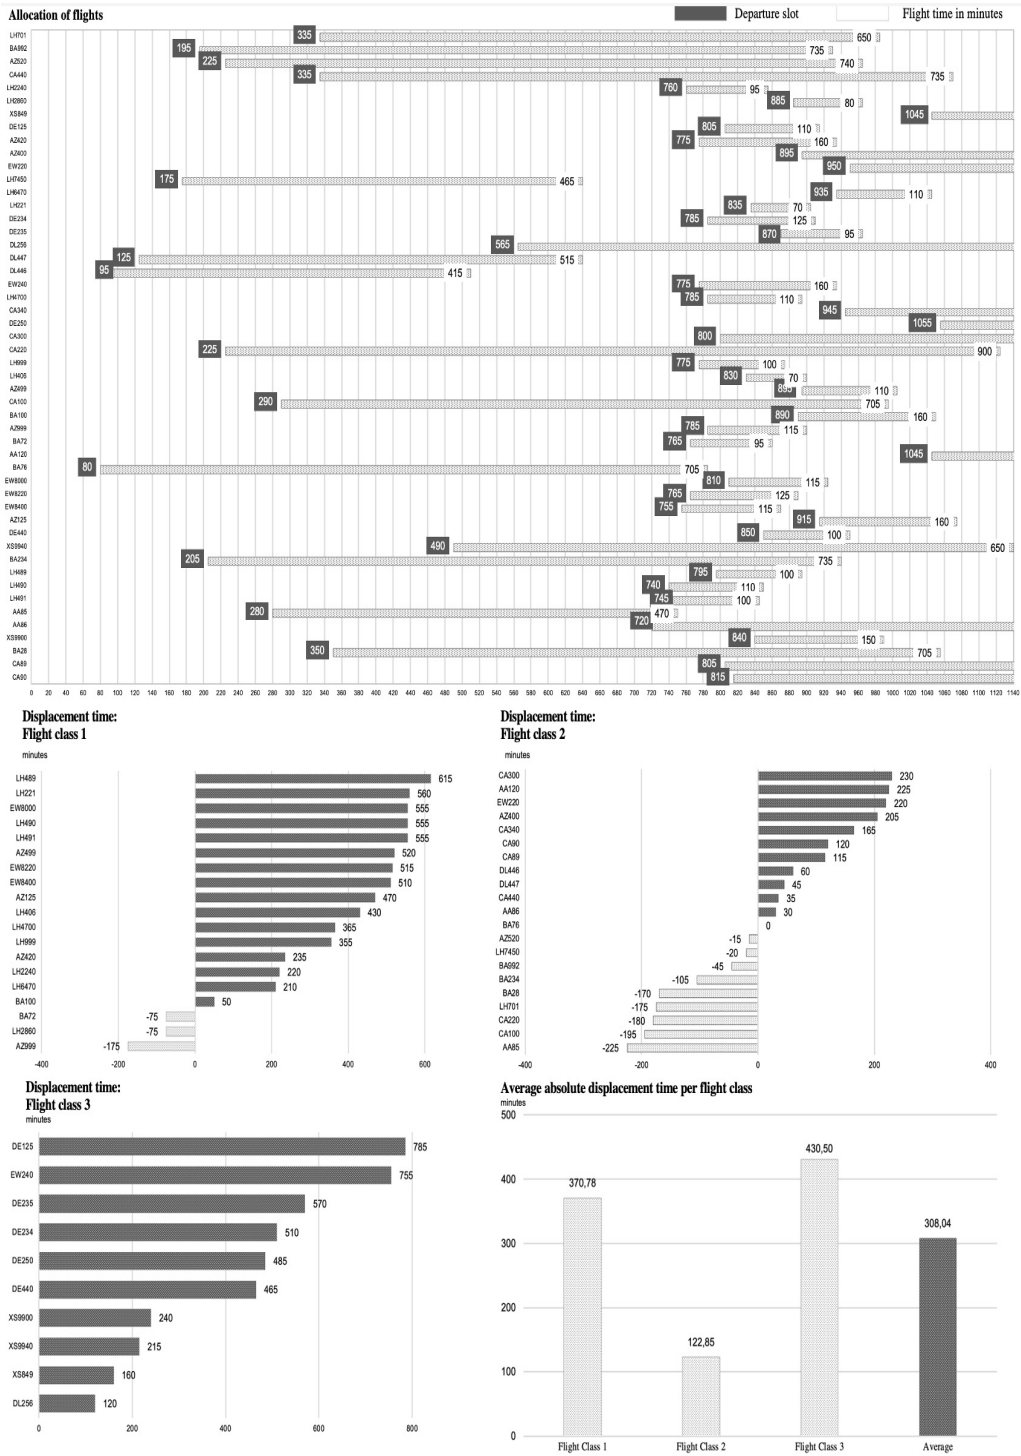 Allocation of flights
Departure slot
Flight time in minutes
LH701 335 650
BA992 195 735
AZ520 225 740
CA440 335 735
LH2240 760 95
LH2860 885 80
XS849 1045
DE125 805 110
AZ420 775 160
AZ400 895
EW220 950
LH7450 175 465
LH6470 935 110
LH221 835 70
DE234 785 125
DE235 870 95
DL256 565
DL447 125 515
DL446 95 415
EW240 775 160
LH4700 785 110
CA340 945
DE250 1055
CA300 800
CA220 225 900
LH999 775 100
LH406 830 70
AZ499 895 110
CA100 290 705
BA100 890 160
AZ999 785 115
BA72 765 95
AA120 1045
BA76 80 705
EW8000 810 115
EW8220 765 125
EW8400 755 115
AZ125 915 160
DE440 850 100
XS9940 490 650
BA234 205 735
LH489 795 100
LH490 740 110
LH491 745 100
AA85 280 470
AA86 720
XS9900 840 150
BA28 350 705
CA89 805
CA90 815
0 20 40 60 80 100 120 140 160 180 200 220 240 260 280 300 320 340 360 380 400 420 440 460 480 500 520 540 560 580 600 620 640 660 680 700 720 740 760 780 800 820 840 860 880 900 920 940 960 980 1000 1020 1040 1060 1080 1100 1120 1140
Displacement time:
Flight class 1
minutes
LH489 615
LH221 560
EW8000 555
LH490 555
LH491 555
AZ499 520
EW8220 515
EW8400 510
AZ125 470
LH406 430
LH4700 365
LH999 355
AZ420 235
LH2240 220
LH6470 210
BA100 50
BA72 -75
LH2860 -75
AZ999 -175
-400 -200 0 200 400 600
Displacement time:
Flight class 2
minutes
CA300 230
AA120 225
EW220 220
AZ400 205
CA340 165
CA90 120
CA89 115
DL446 60
DL447 45
CA440 35
AA86 30
BA76 0
AZ520 -15
LH7450 -20
BA992 -45
BA234 -105
BA28 -170
LH701 -175
CA220 -180
CA100 -195
AA85 -225
-400 -200 0 200 400
Displacement time:
Flight class 3
minutes
DE125 785
EW240 755
DE235 570
DE234 510
DE250 485
DE440 465
XS9900 240
XS9940 215
XS849 160
DL256 120
0 200 400 600 800
Average absolute displacement time per flight class
minutes
500
400
300
200
100
0
370,78
122,85
430,50
308,04
Flight Class 1 Flight Class 2 Flight Class 3 Average